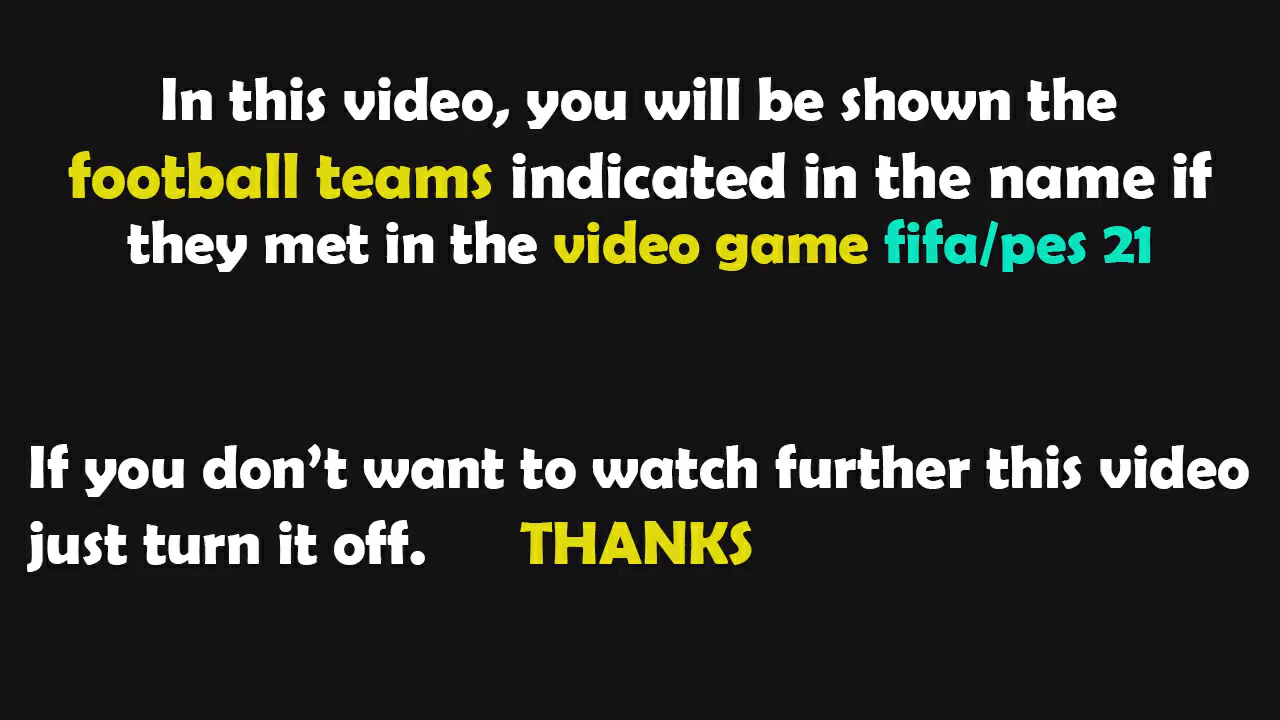 In this video, you will be shown the
football teams indicated in the name if
they met in the video game fifa/pes 21
If you don’t want to watch further this video
just turn it off. THANKS